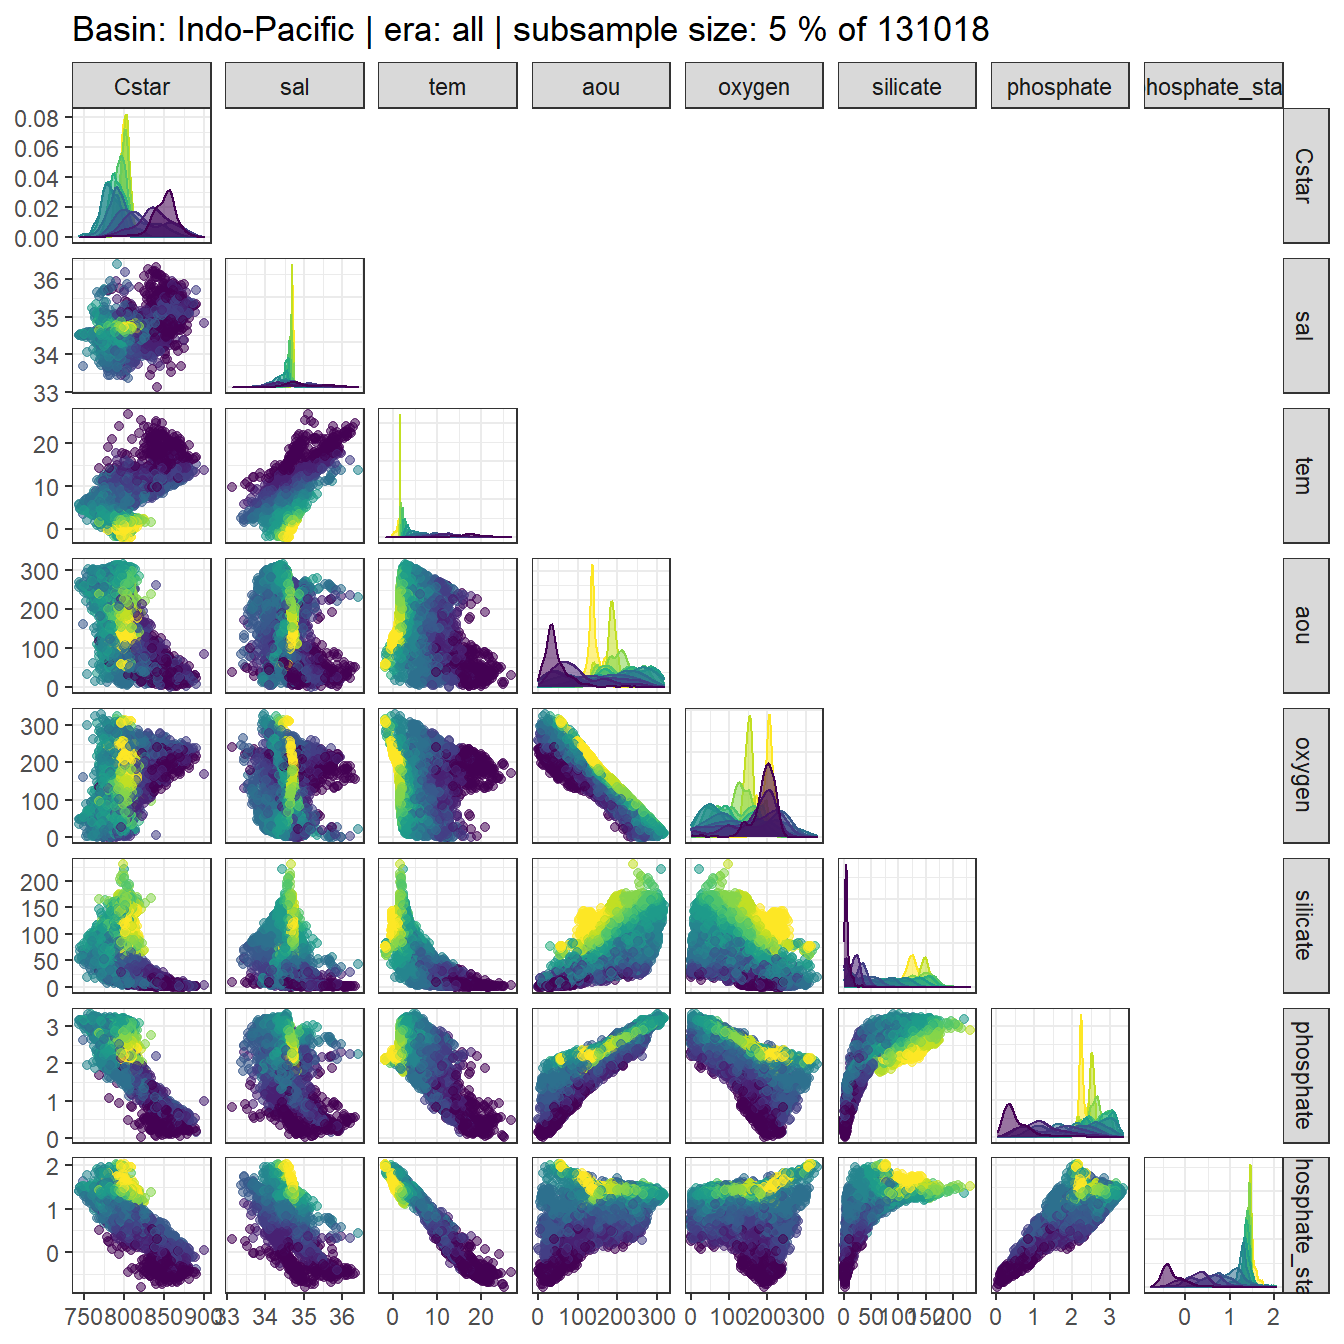 Basin: Indo-Pacific | era: all | subsample size: 5 % of 131018
Cstar sal tem aou oxygen silicate phosphate hosphate_sta
0.08
0.06
0.04
0.02
0.00
Cstar
36
35
34
33
sal
20
10
0
tem
300
200
100
0
aou
300
200
100
0
oxygen
200
150
100
50
0
silicate
3
2
1
0
phosphate
2
1
0
hosphate_sta
750 800 850 900 33 34 35 36 0 10 20 0 100 200 300 0 100 200 300 0 50 100 150 200 0 1 2 3 0 1 2